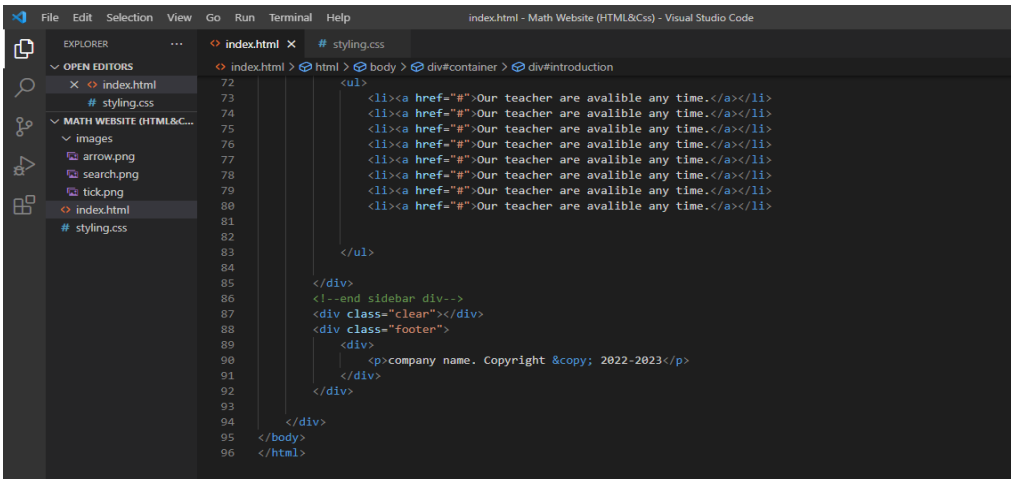 File Edit Selection View Go Run Terminal Help index.html - Math Website (HTML&Css) - Visual Studio Code
EXPLORER ...
OPEN EDITORS
index.html
# styling.css
MATH WEBSITE (HTML&C...
images
arrow.png
search.png
tick.png
index.html
# styling.css
index.html × # styling.css
index.html > html > body > div#container > div#introduction
72 <ul>
73 <li><a href="#">Our teacher are avalible any time.</a></li>
74 <li><a href="#">Our teacher are avalible any time.</a></li>
75 <li><a href="#">Our teacher are avalible any time.</a></li>
76 <li><a href="#">Our teacher are avalible any time.</a></li>
77 <li><a href="#">Our teacher are avalible any time.</a></li>
78 <li><a href="#">Our teacher are avalible any time.</a></li>
79 <li><a href="#">Our teacher are avalible any time.</a></li>
80 <li><a href="#">Our teacher are avalible any time.</a></li>
81
82
83 </ul>
84
85 </div>
86 <!--end sidebar div-->
87 <div class="clear"></div>
88 <div class="footer">
89 <div>
90 <p>company name. Copyright &copy; 2022-2023</p>
91 </div>
92 </div>
93
94 </div>
95 </body>
96 </html>